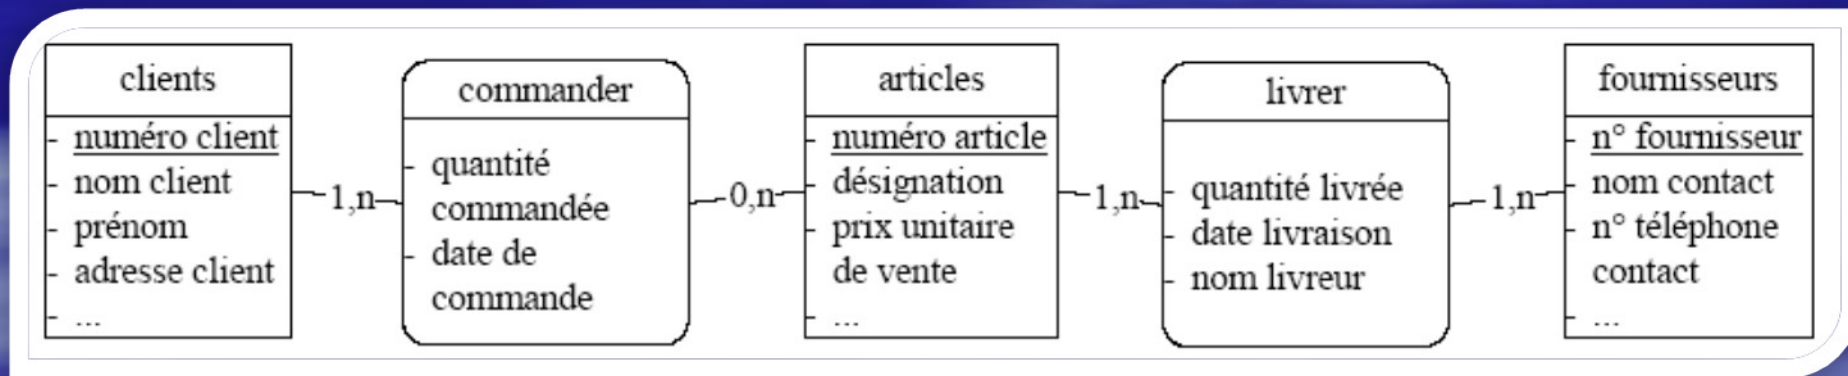 clients
- numéro client
- nom client
- prénom
- adresse client
- ...
1,n
commander
- quantité
commandée
- date de
commande
0,n
articles
- numéro article
- désignation
- prix unitaire
de vente
- ...
1,n
livrer
- quantité livrée
- date livraison
- nom livreur
1,n
fournisseurs
- n° fournisseur
- nom contact
- n° téléphone
contact
- ...